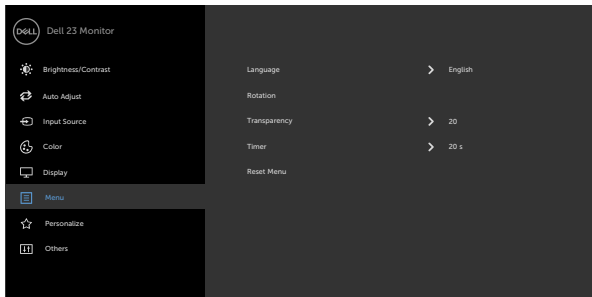 DELL Dell 23 Monitor
Brightness/Contrast
Auto Adjust
Input Source
Color
Display
Menu
Personalize
Others
Language English
Rotation
Transparency 20
Timer 20 s
Reset Menu